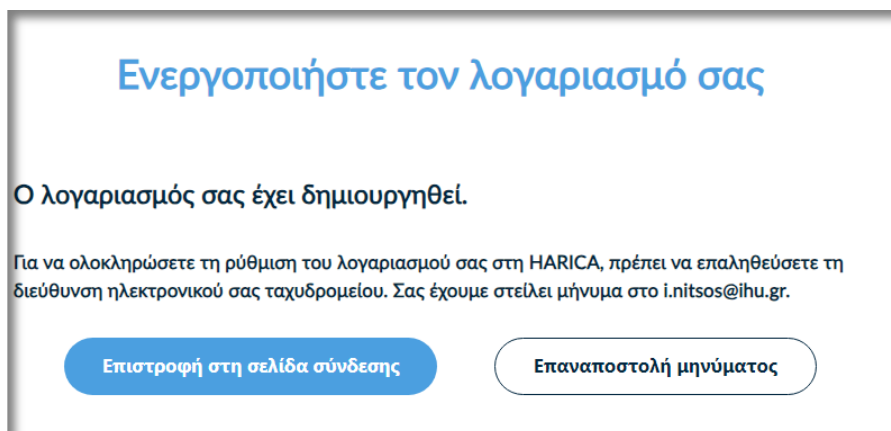 Ενεργοποιήστε τον λογαριασμό σας
Ο λογαριασμός σας έχει δημιουργηθεί.
Για να ολοκληρώσετε τη ρύθμιση του λογαριασμού σας στη HARICA, πρέπει να επαληθεύσετε τη
διεύθυνση ηλεκτρονικού σας ταχυδρομείου. Σας έχουμε στείλει μήνυμα στο i.nitsos@ihu.gr.
Επιστροφή στη σελίδα σύνδεσης
Επαναποστολή μηνύματος